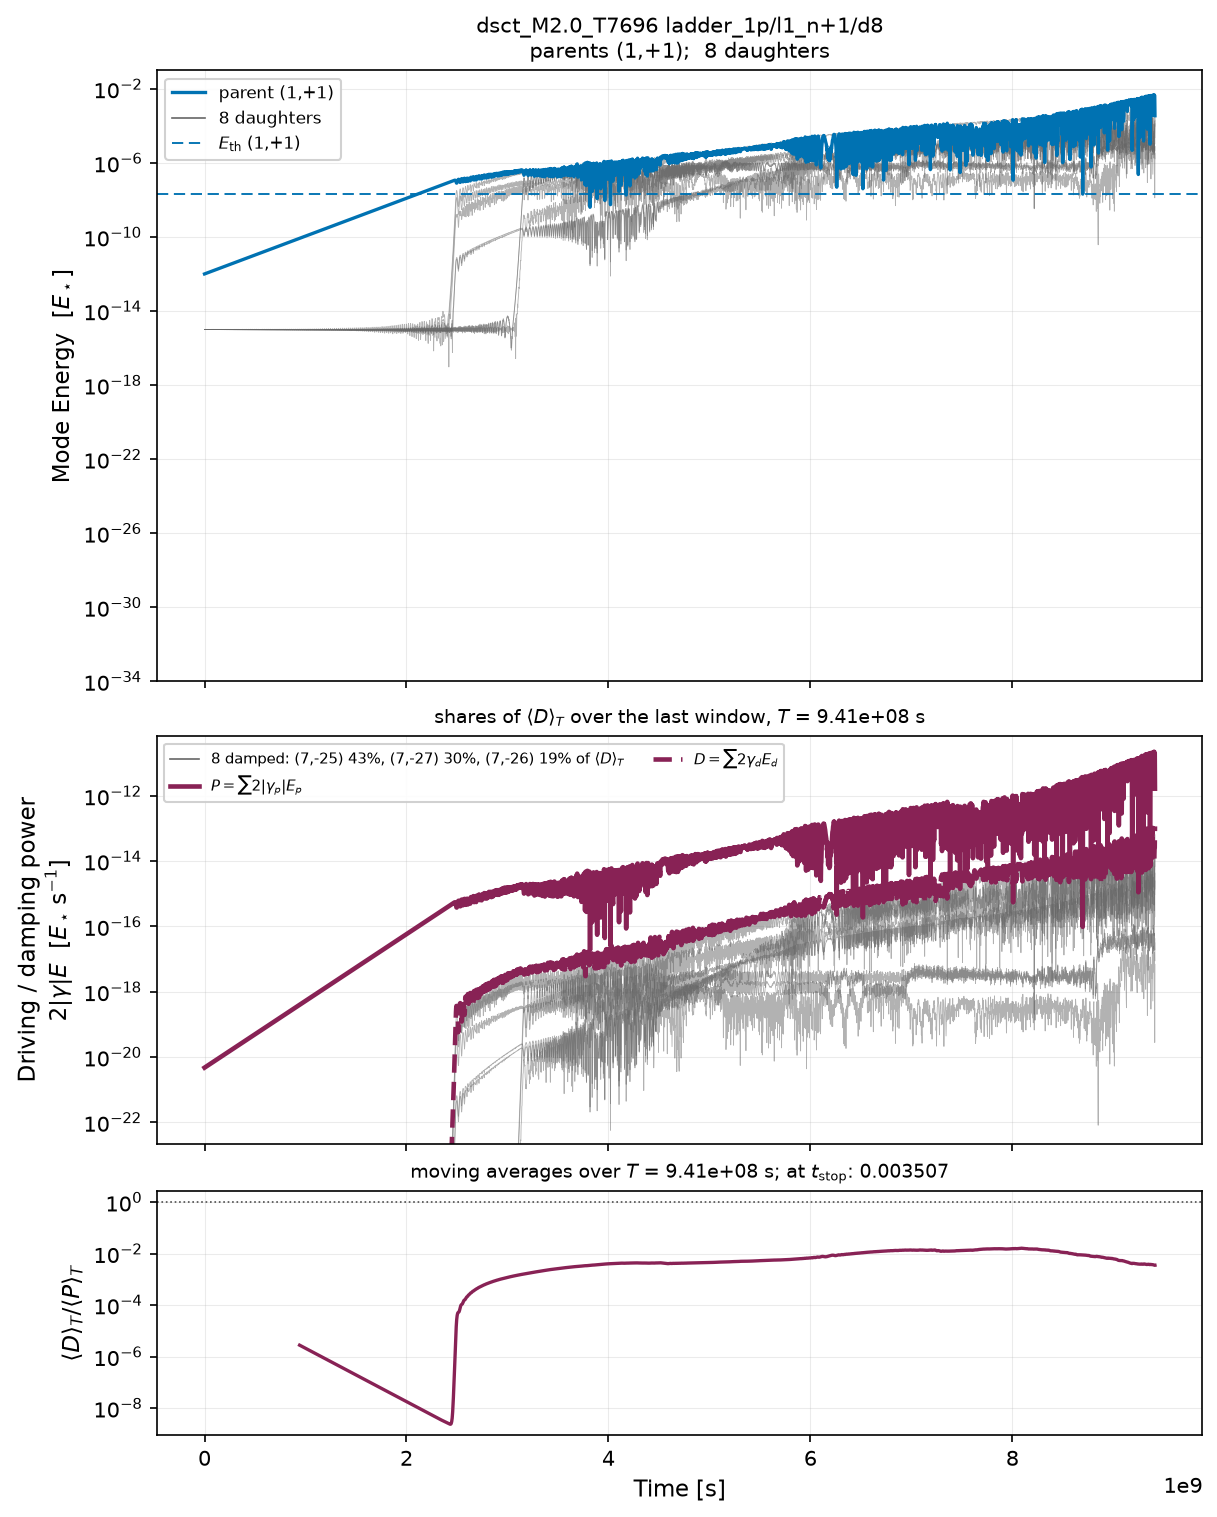 dsct_M2.0_T7696 ladder_1p/l1_n+1/d8
parents (1,+1);  8 daughters
parent (1,+1)
8 daughters
E_th (1,+1)
Mode Energy [E⋆]
10⁻²
10⁻⁶
10⁻¹⁰
10⁻¹⁴
10⁻¹⁸
10⁻²²
10⁻²⁶
10⁻³⁰
10⁻³⁴
shares of ⟨D⟩_T over the last window, T = 9.41e+08 s
8 damped: (7,-25) 43%, (7,-27) 30%, (7,-26) 19% of ⟨D⟩_T
P = ∑2|γ_p|E_p
D = ∑2γ_dE_d
Driving / damping power
2|γ|E [E⋆ s⁻¹]
10⁻¹²
10⁻¹⁴
10⁻¹⁶
10⁻¹⁸
10⁻²⁰
10⁻²²
moving averages over T = 9.41e+08 s; at t_stop: 0.003507
⟨D⟩_T/⟨P⟩_T
10⁰
10⁻²
10⁻⁴
10⁻⁶
10⁻⁸
0 2 4 6 8
Time [s]
1e9